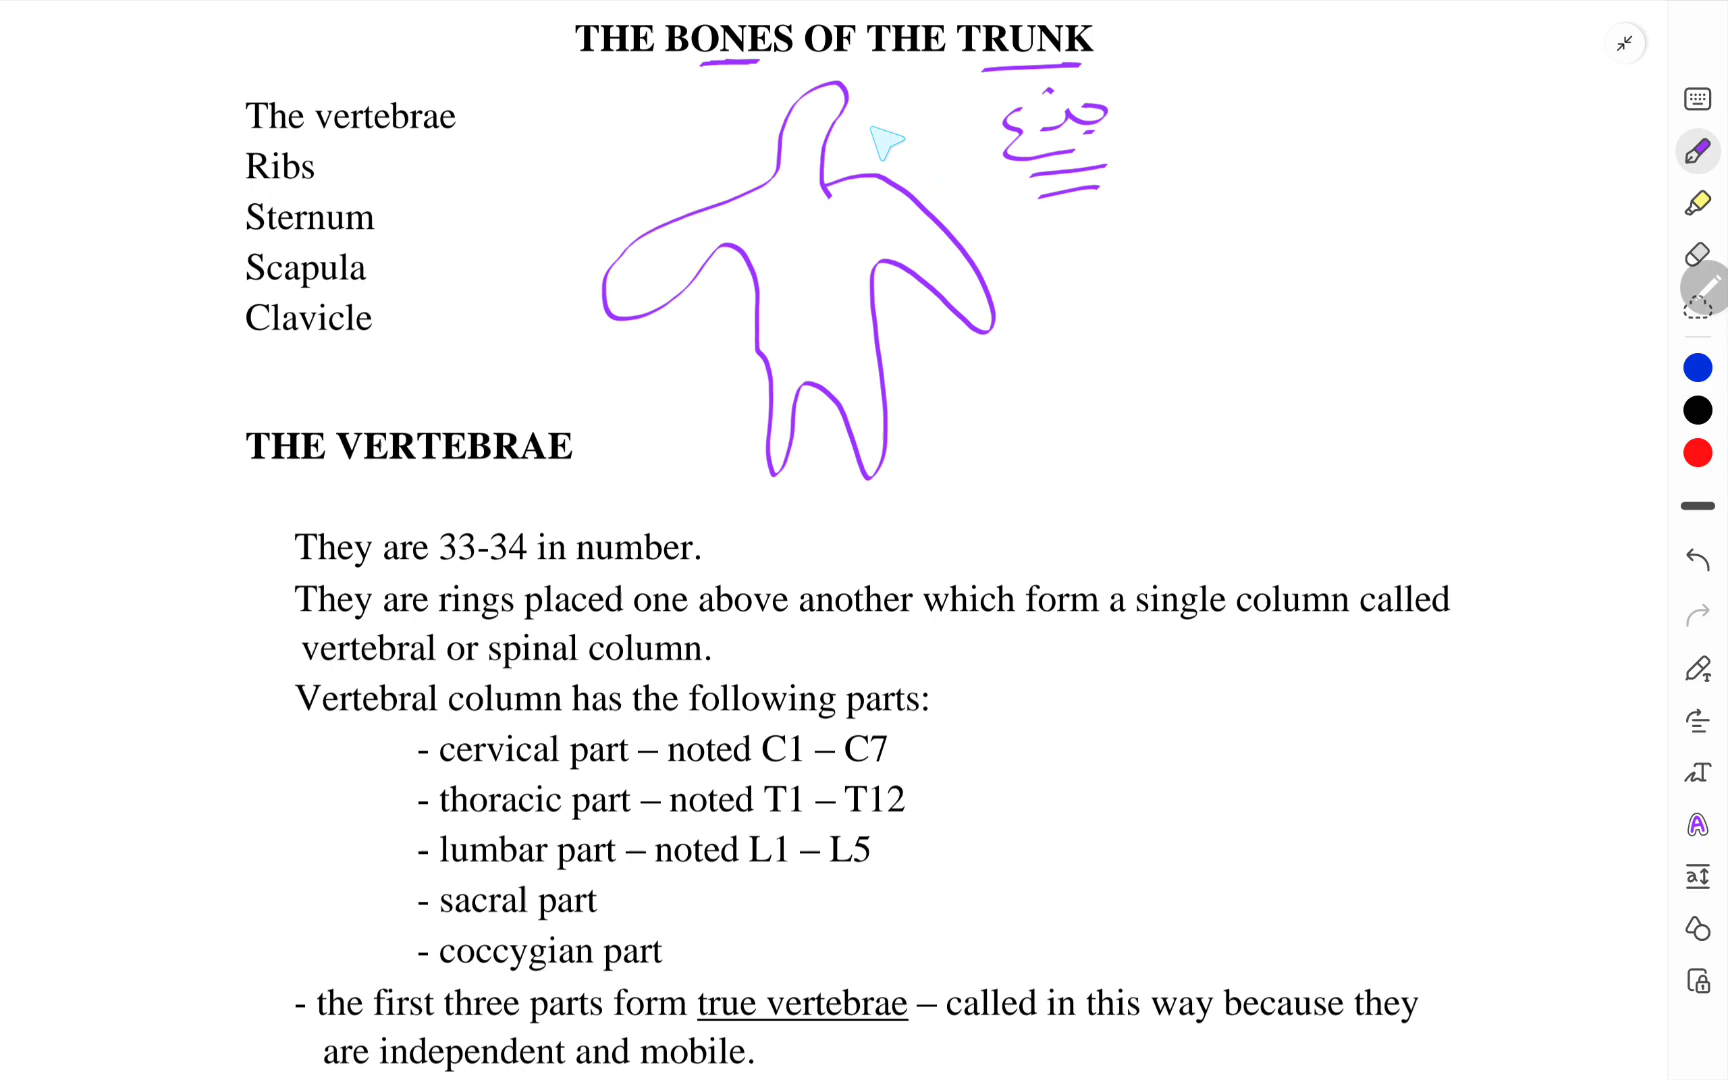 THE BONES OF THE TRUNK
جذع
The vertebrae
Ribs
Sternum
Scapula
Clavicle
THE VERTEBRAE
They are 33-34 in number.
They are rings placed one above another which form a single column called
vertebral or spinal column.
Vertebral column has the following parts:
- cervical part – noted C1 – C7
- thoracic part – noted T1 – T12
- lumbar part – noted L1 – L5
- sacral part
- coccygian part
- the first three parts form true vertebrae – called in this way because they
are independent and mobile.